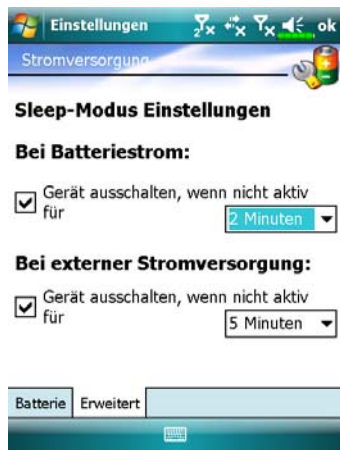 Einstellungen ok
Stromversorgung
Sleep-Modus Einstellungen
Bei Batteriestrom:
Gerät ausschalten, wenn nicht aktiv
für 2 Minuten
Bei externer Stromversorgung:
Gerät ausschalten, wenn nicht aktiv
für 5 Minuten
Batterie Erweitert